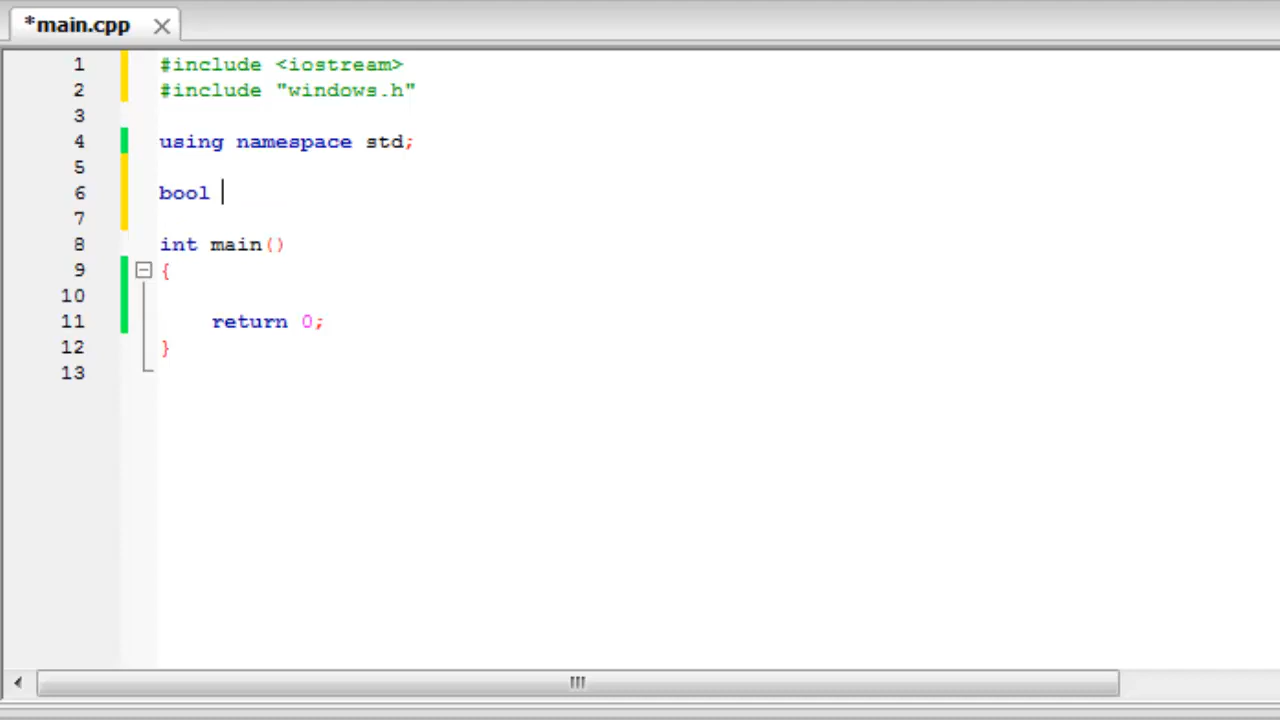 *main.cpp
1 #include <iostream>
2 #include "windows.h"
3
4 using namespace std;
5
6 bool
7
8 int main()
9 {
10
11 return 0;
12 }
13